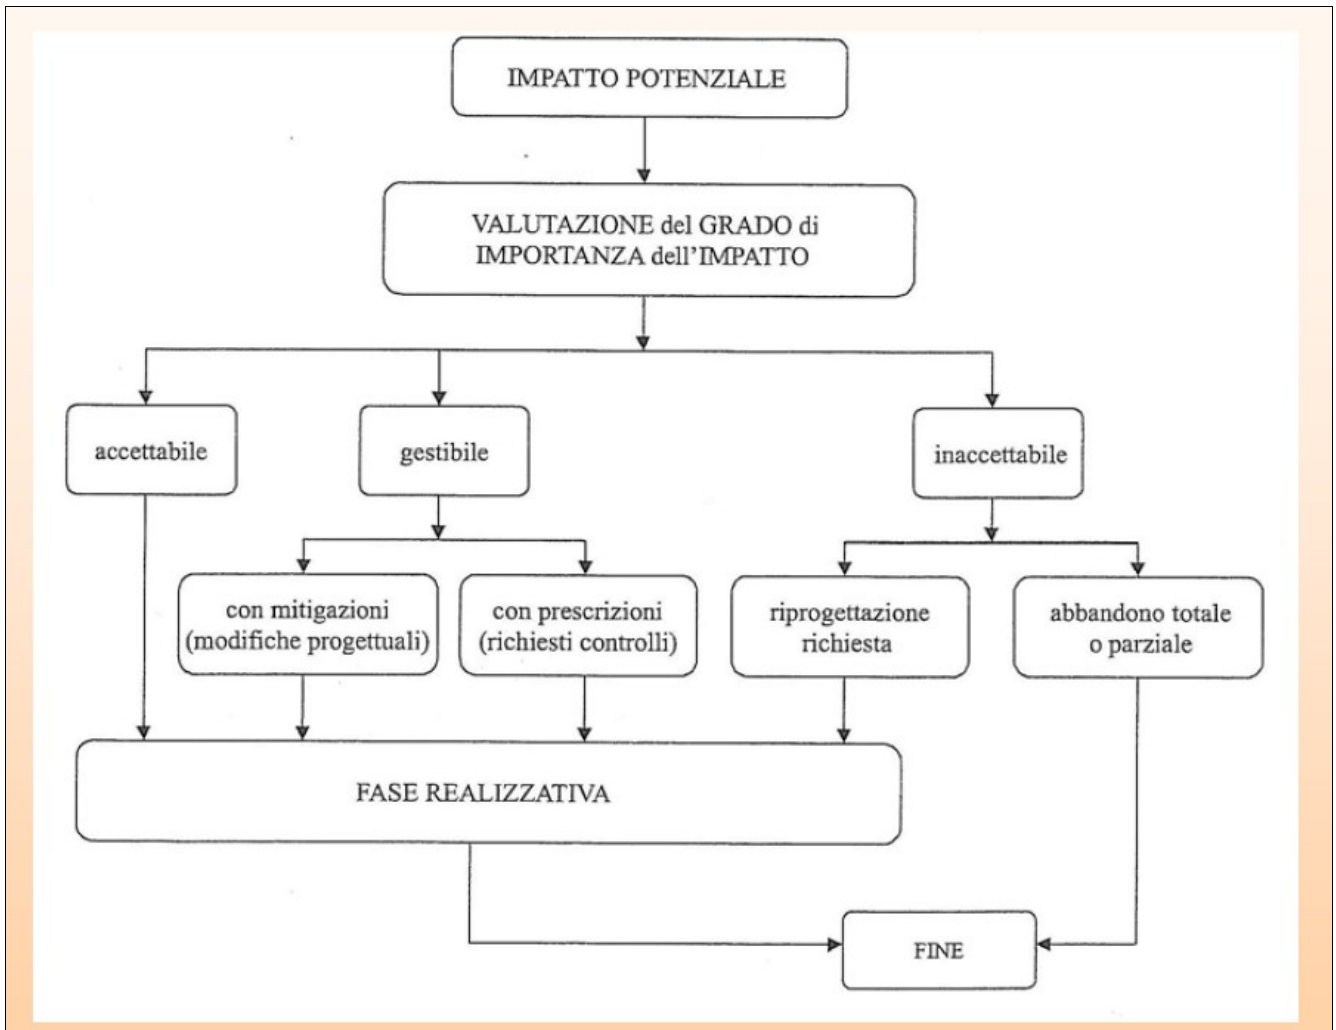 IMPATTO POTENZIALE
VALUTAZIONE del GRADO di
IMPORTANZA dell'IMPATTO
accettabile
gestibile
inaccettabile
con mitigazioni
(modifiche progettuali)
con prescrizioni
(richiesti controlli)
riprogettazione
richiesta
abbandono totale
o parziale
FASE REALIZZATIVA
FINE